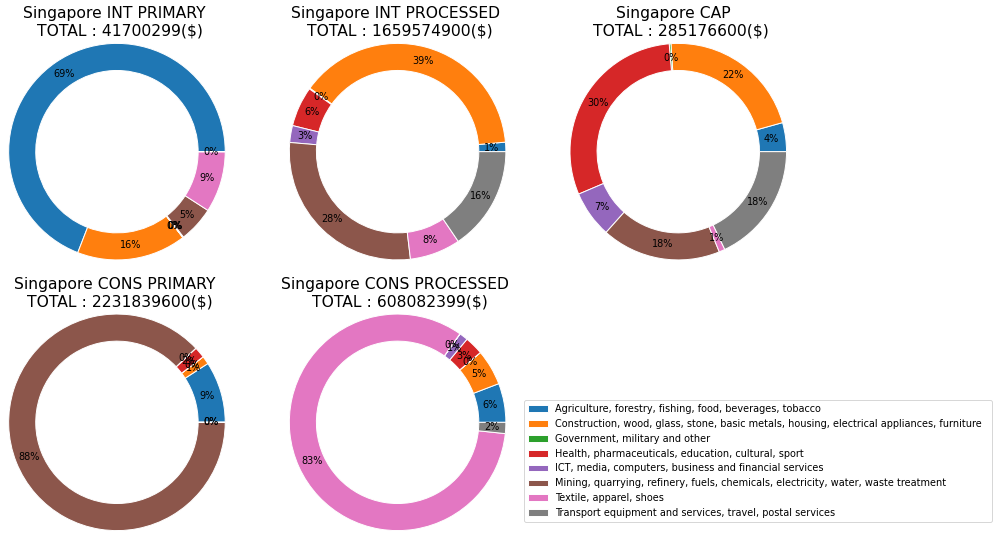 Singapore INT PRIMARY
TOTAL : 41700299($)
69%
0%
9%
5%
0%
16%
Singapore INT PROCESSED
TOTAL : 1659574900($)
39%
0%
6%
3%
1%
16%
28%
8%
Singapore CAP
TOTAL : 285176600($)
0%
22%
30%
4%
7%
18%
18%
1%
Singapore CONS PRIMARY
TOTAL : 2231839600($)
0%
1%
9%
0%
88%
Singapore CONS PROCESSED
TOTAL : 608082399($)
0%
1%
3%
0%
5%
6%
2%
83%
Agriculture, forestry, fishing, food, beverages, tobacco
Construction, wood, glass, stone, basic metals, housing, electrical appliances, furniture
Government, military and other
Health, pharmaceuticals, education, cultural, sport
ICT, media, computers, business and financial services
Mining, quarrying, refinery, fuels, chemicals, electricity, water, waste treatment
Textile, apparel, shoes
Transport equipment and services, travel, postal services